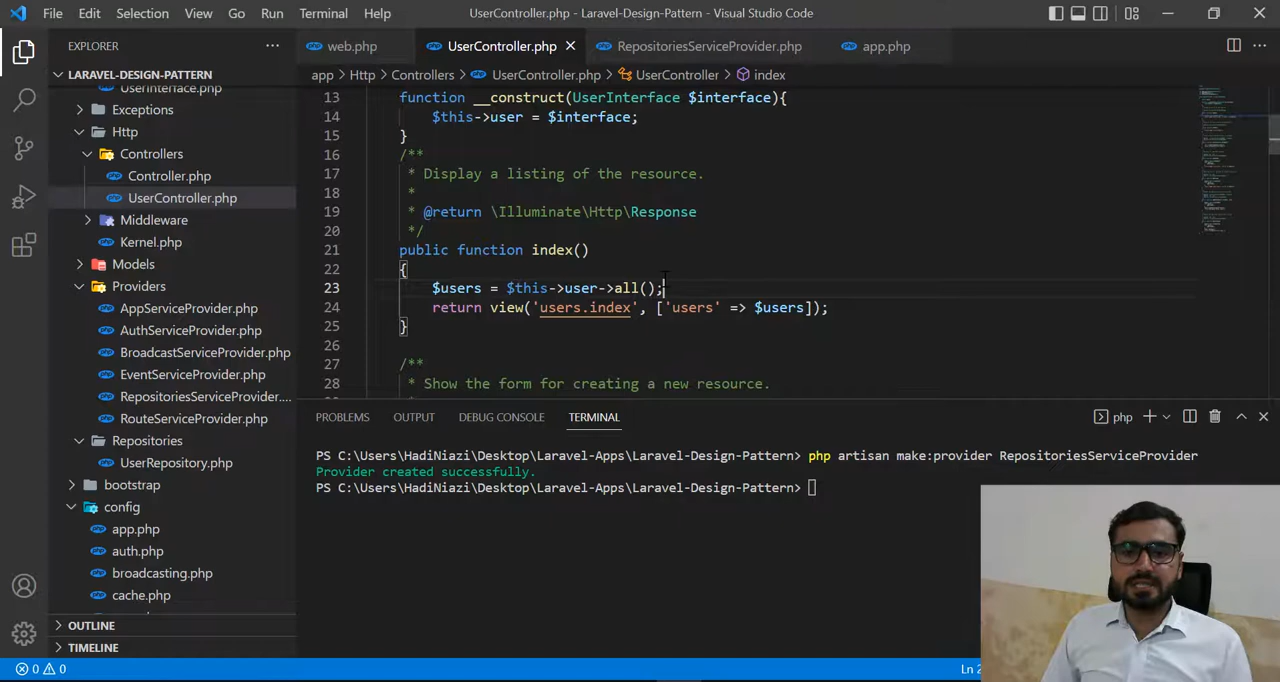 File Edit Selection View Go Run Terminal Help
UserController.php - Laravel-Design-Pattern - Visual Studio Code
EXPLORER
LARAVEL-DESIGN-PATTERN
UserInterface.php
Exceptions
Http
Controllers
Controller.php
UserController.php
Middleware
Kernel.php
Models
Providers
AppServiceProvider.php
AuthServiceProvider.php
BroadcastServiceProvider.php
EventServiceProvider.php
RepositoriesServiceProvider....
RouteServiceProvider.php
Repositories
UserRepository.php
bootstrap
config
app.php
auth.php
broadcasting.php
cache.php
OUTLINE
TIMELINE
web.php UserController.php RepositoriesServiceProvider.php app.php
app > Http > Controllers > UserController.php > UserController > index
13 function __construct(UserInterface $interface){
14 $this->user = $interface;
15 }
16 /**
17 * Display a listing of the resource.
18 *
19 * @return \Illuminate\Http\Response
20 */
21 public function index()
22 {
23 $users = $this->user->all();
24 return view('users.index', ['users' => $users]);
25 }
26
27 /**
28 * Show the form for creating a new resource.
PROBLEMS OUTPUT DEBUG CONSOLE TERMINAL
php
PS C:\Users\HadiNiazi\Desktop\Laravel-Apps\Laravel-Design-Pattern> php artisan make:provider RepositoriesServiceProvider
Provider created successfully.
PS C:\Users\HadiNiazi\Desktop\Laravel-Apps\Laravel-Design-Pattern>
0 0